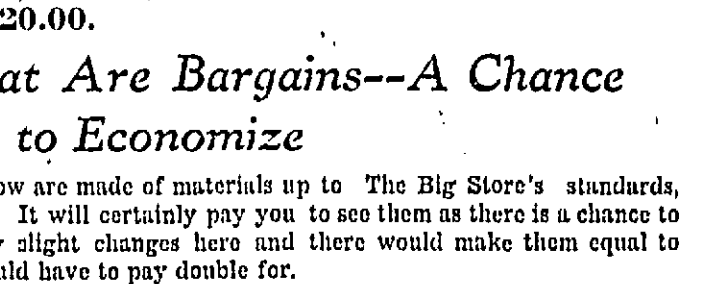 20.00.
at Are Bargains--A Chance
to Economize
ow are made of materials up to The Big Store's standards,
It will certainly pay you to see them as there is a chance to
slight changes here and there would make them equal to
uld have to pay double for.